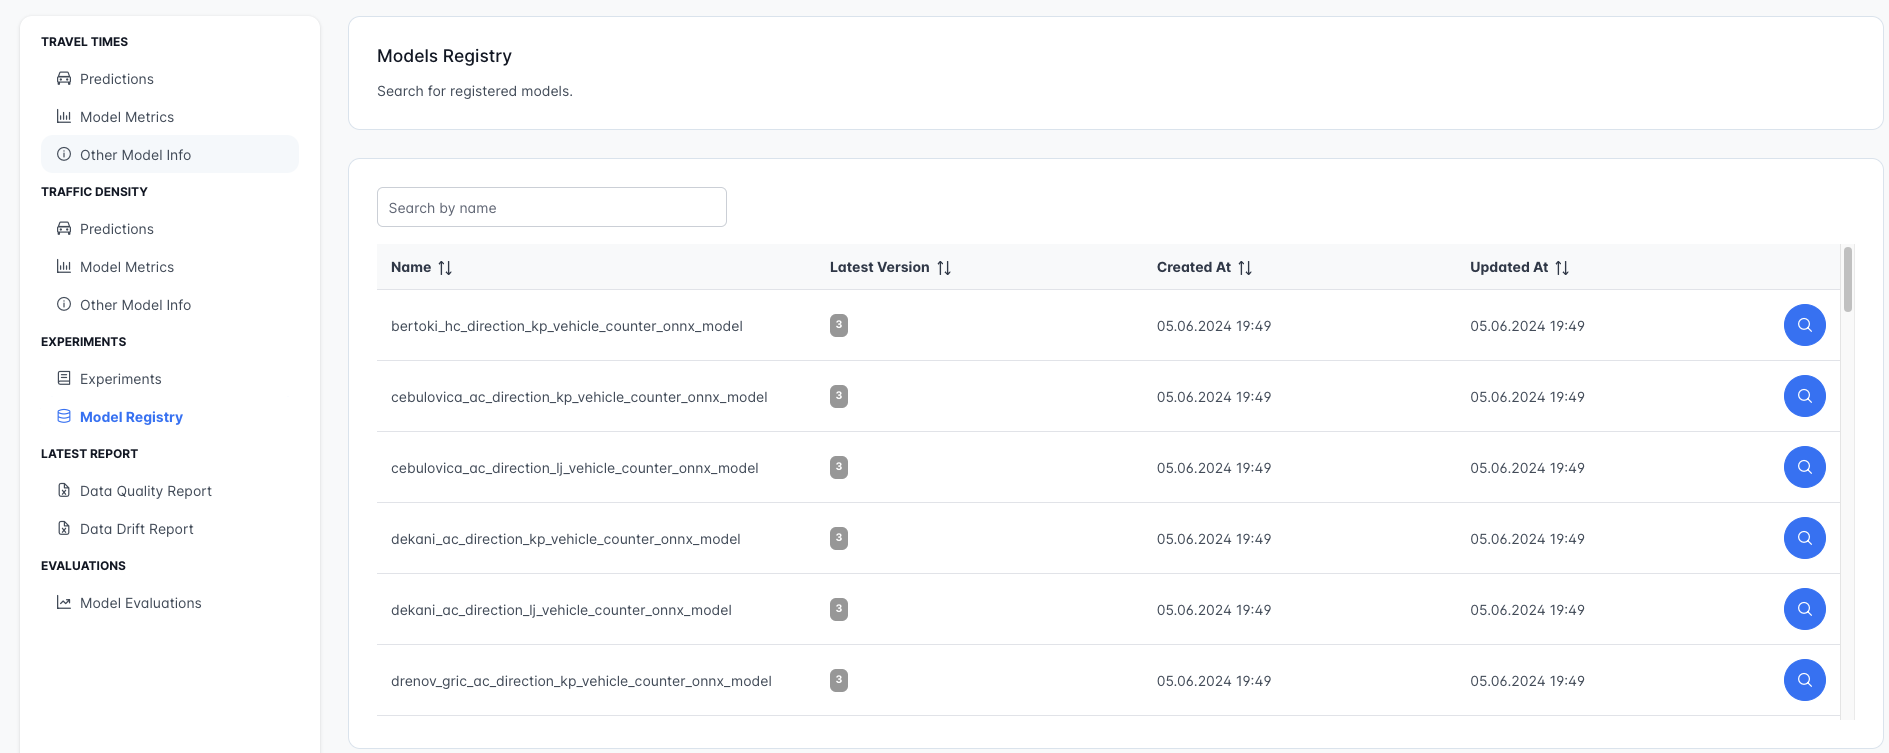 TRAVEL TIMES
Predictions
Model Metrics
Other Model Info
TRAFFIC DENSITY
Predictions
Model Metrics
Other Model Info
EXPERIMENTS
Experiments
Model Registry
LATEST REPORT
Data Quality Report
Data Drift Report
EVALUATIONS
Model Evaluations
Models Registry
Search for registered models.
Search by name
Name Latest Version Created At Updated At
bertoki_hc_direction_kp_vehicle_counter_onnx_model 3 05.06.2024 19:49 05.06.2024 19:49
cebulovica_ac_direction_kp_vehicle_counter_onnx_model 3 05.06.2024 19:49 05.06.2024 19:49
cebulovica_ac_direction_lj_vehicle_counter_onnx_model 3 05.06.2024 19:49 05.06.2024 19:49
dekani_ac_direction_kp_vehicle_counter_onnx_model 3 05.06.2024 19:49 05.06.2024 19:49
dekani_ac_direction_lj_vehicle_counter_onnx_model 3 05.06.2024 19:49 05.06.2024 19:49
drenov_gric_ac_direction_kp_vehicle_counter_onnx_model 3 05.06.2024 19:49 05.06.2024 19:49